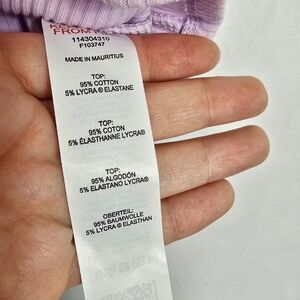 FROM
114304310
F103747
MADE IN MAURITIUS
TOP:
95% COTTON
5% LYCRA ® ELASTANE
TOP:
95% COTON
5% ÉLASTHANNE LYCRA®
TOP:
95% ALGODÓN
5% ELASTANO LYCRA®
OBERTEIL:
95% BAUMWOLLE
5% LYCRA ® ELASTHAN